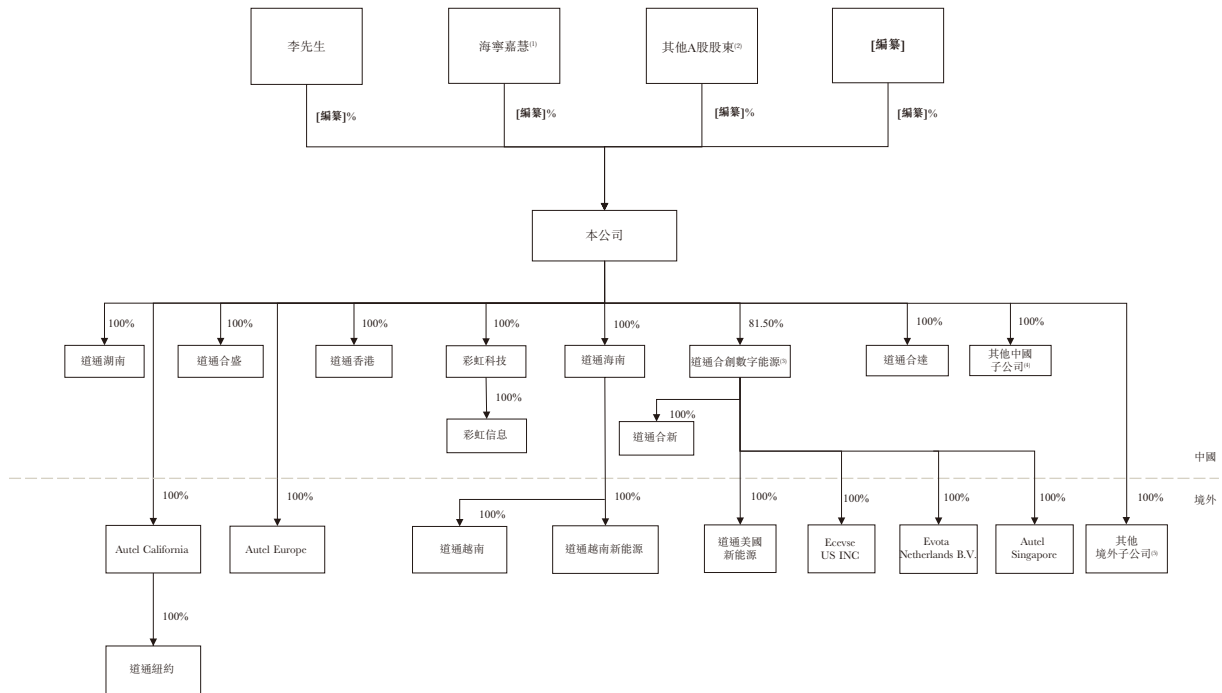 李先生
海寧嘉慧(1)
其他A股股東(2)
[編纂]
[編纂]%
[編纂]%
[編纂]%
[編纂]%
本公司
100%
100%
100%
100%
100%
81.50%
100%
100%
道通湖南
道通合盛
道通香港
彩虹科技
道通海南
道通合創數字能源(3)
道通合達
其他中國
子公司(4)
100%
100%
彩虹信息
道通合新
中國
境外
100%
100%
100%
100%
100%
100%
100%
100%
100%
Autel California
Autel Europe
道通越南
道通越南新能源
道通美國
新能源
Ecevse
US INC
Evota
Netherlands B.V.
Autel
Singapore
其他
境外子公司(5)
100%
道通紐約